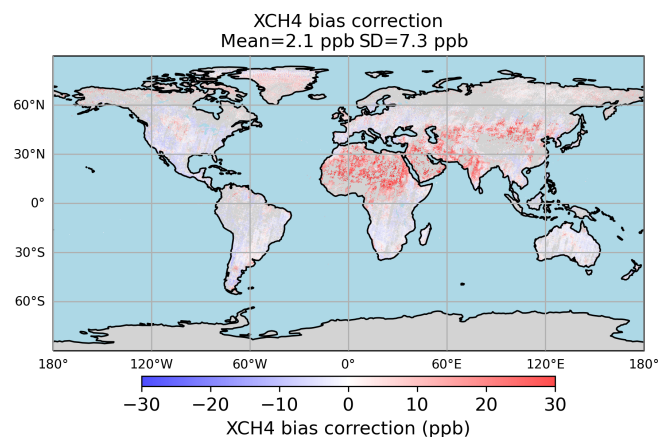 XCH4 bias correction
Mean=2.1 ppb SD=7.3 ppb
60°N
30°N
0°
30°S
60°S
180° 120°W 60°W 0° 60°E 120°E 180°
−30 −20 −10 0 10 20 30
XCH4 bias correction (ppb)